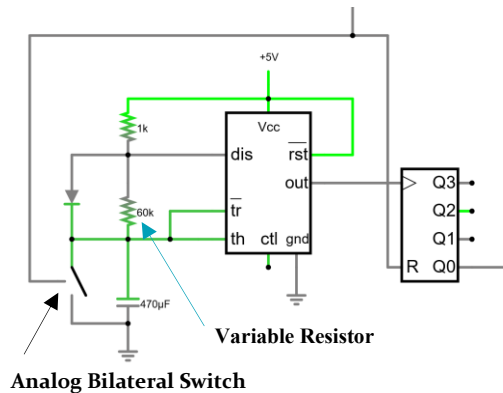 +5V
1k
Vcc
dis
rst
out
60k
tr
th
ctl
gnd
470µF
Q3
Q2
Q1
R
Q0
Variable Resistor
Analog Bilateral Switch